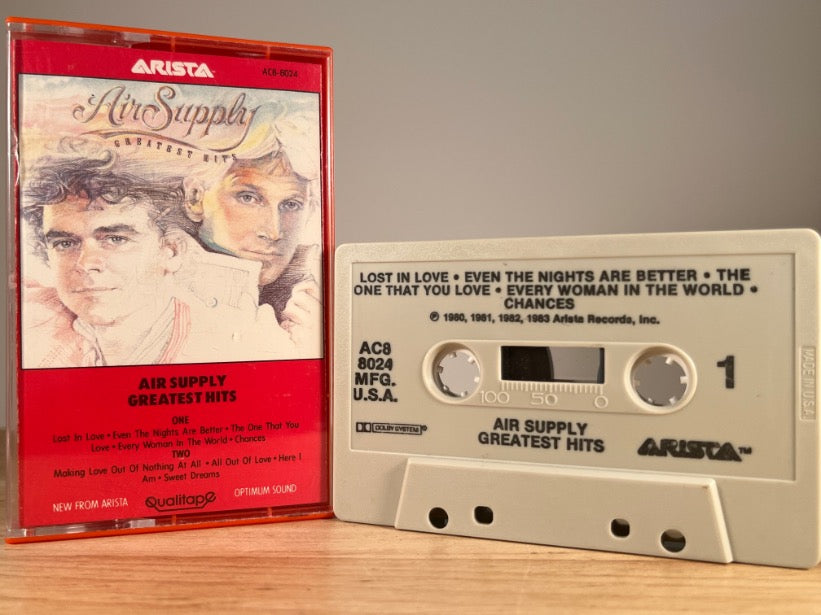 ARISTA
AC8-8024
Air Supply
GREATEST HITS
AIR SUPPLY
GREATEST HITS
ONE
Lost In Love • Even The Nights Are Better • The One That You
Love • Every Woman In The World • Chances
TWO
Making Love Out Of Nothing At All • All Out Of Love • Here I
Am • Sweet Dreams
NEW FROM ARISTA
Qualitape
OPTIMUM SOUND
LOST IN LOVE • EVEN THE NIGHTS ARE BETTER • THE
ONE THAT YOU LOVE • EVERY WOMAN IN THE WORLD •
CHANCES
℗ 1980, 1981, 1982, 1983 Arista Records, Inc.
AC8
8024
MFG.
U.S.A.
1
100 50 0
DOLBY SYSTEM
AIR SUPPLY
GREATEST HITS
ARISTA™
MADE IN U.S.A.